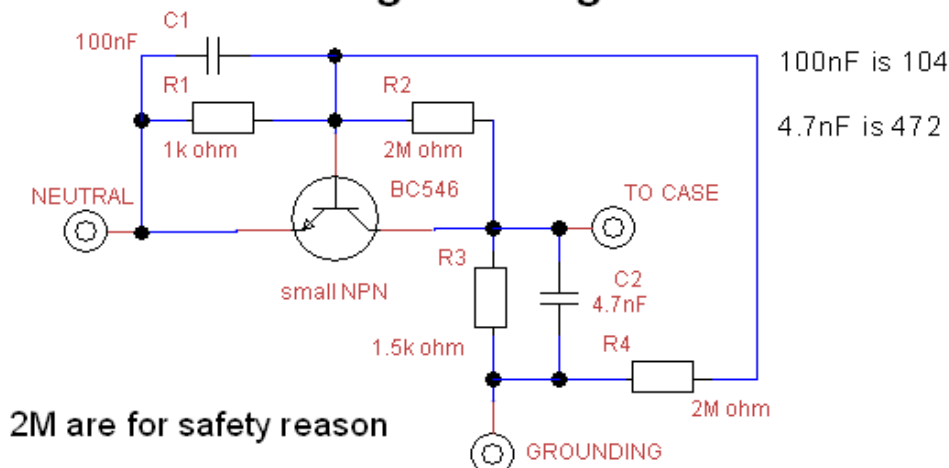 C1
100nF
R1
1k ohm
R2
2M ohm
100nF is 104
4.7nF is 472
NEUTRAL
BC546
small NPN
TO CASE
R3
1.5k ohm
C2
4.7nF
R4
2M ohm
2M are for safety reason
GROUNDING